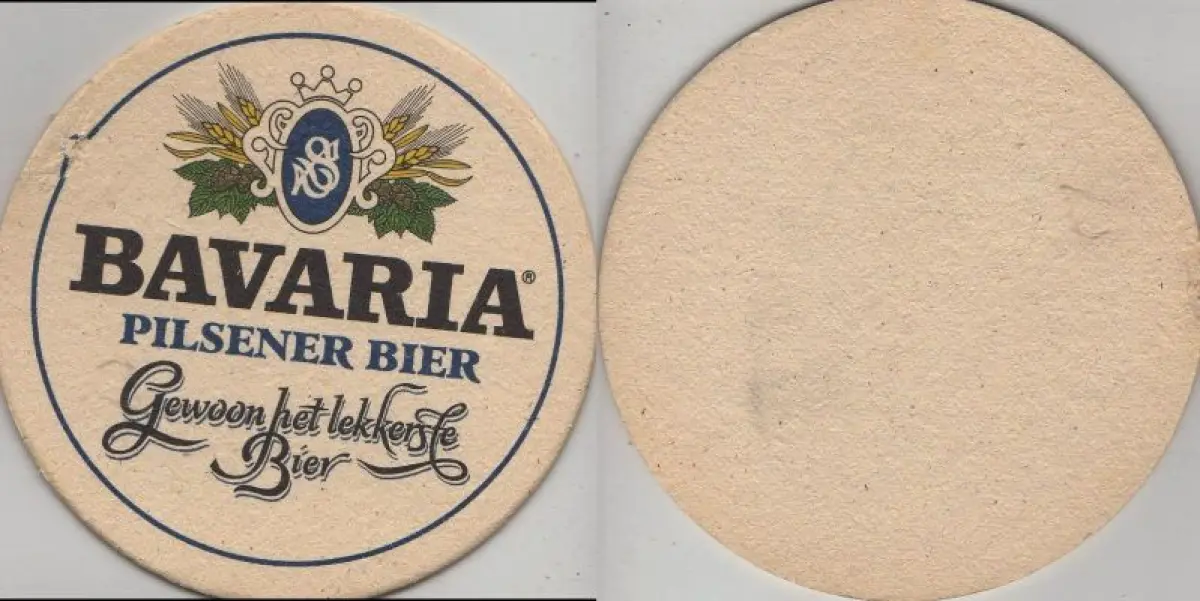 BAVARIA®
PILSENER BIER
Gewoon het lekkerste
Bier